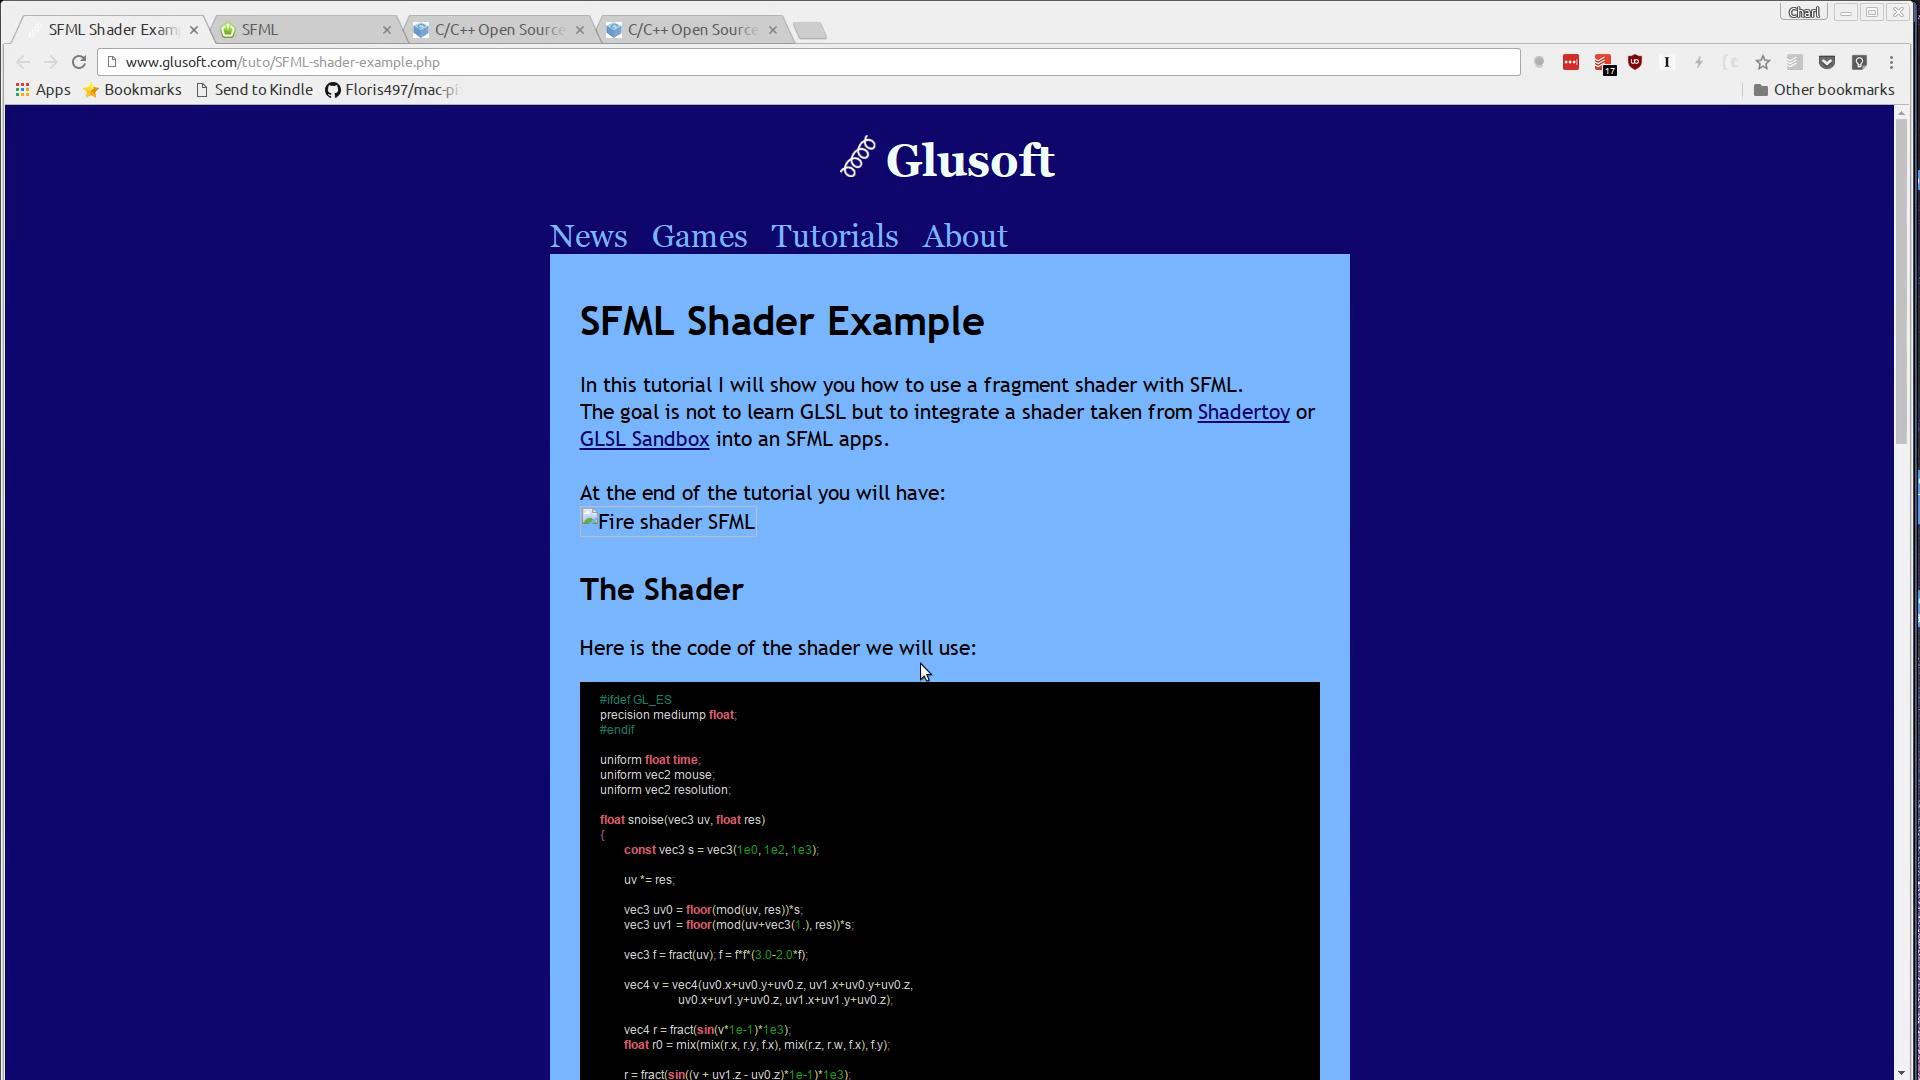 Charl
SFML Shader Exam
SFML
C/C++ Open Source
C/C++ Open Source
www.glusoft.com/tuto/SFML-shader-example.php
17
Apps
Bookmarks
Send to Kindle
Floris497/mac-pi
Other bookmarks
Glusoft
News Games Tutorials About
SFML Shader Example
In this tutorial I will show you how to use a fragment shader with SFML.
The goal is not to learn GLSL but to integrate a shader taken from Shadertoy or
GLSL Sandbox into an SFML apps.
At the end of the tutorial you will have:
Fire shader SFML
The Shader
Here is the code of the shader we will use:
#ifdef GL_ES
precision mediump float;
#endif
uniform float time;
uniform vec2 mouse;
uniform vec2 resolution;
float snoise(vec3 uv, float res)
{
const vec3 s = vec3(1e0, 1e2, 1e3);
uv *= res;
vec3 uv0 = floor(mod(uv, res))*s;
vec3 uv1 = floor(mod(uv+vec3(1.), res))*s;
vec3 f = fract(uv); f = f*f*(3.0-2.0*f);
vec4 v = vec4(uv0.x+uv0.y+uv0.z, uv1.x+uv0.y+uv0.z,
uv0.x+uv1.y+uv0.z, uv1.x+uv1.y+uv0.z);
vec4 r = fract(sin(v*1e-1)*1e3);
float r0 = mix(mix(r.x, r.y, f.x), mix(r.z, r.w, f.x), f.y);
r = fract(sin((v + uv1.z - uv0.z)*1e-1)*1e3);